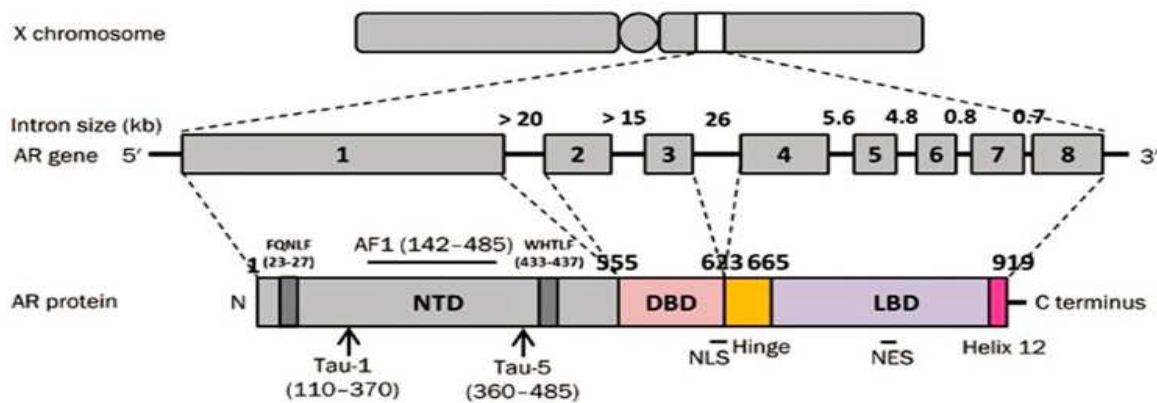 X chromosome
Intron size (kb) > 20 > 15 26 5.6 4.8 0.8 0.7
AR gene 5′ 1 2 3 4 5 6 7 8 3′
FQNLF AF1 (142–485) WHTLF
1 (23-27) (433-437) 555 623 665 919
AR protein N NTD DBD LBD C terminus
NLS Hinge NES Helix 12
Tau-1 Tau-5
(110–370) (360–485)